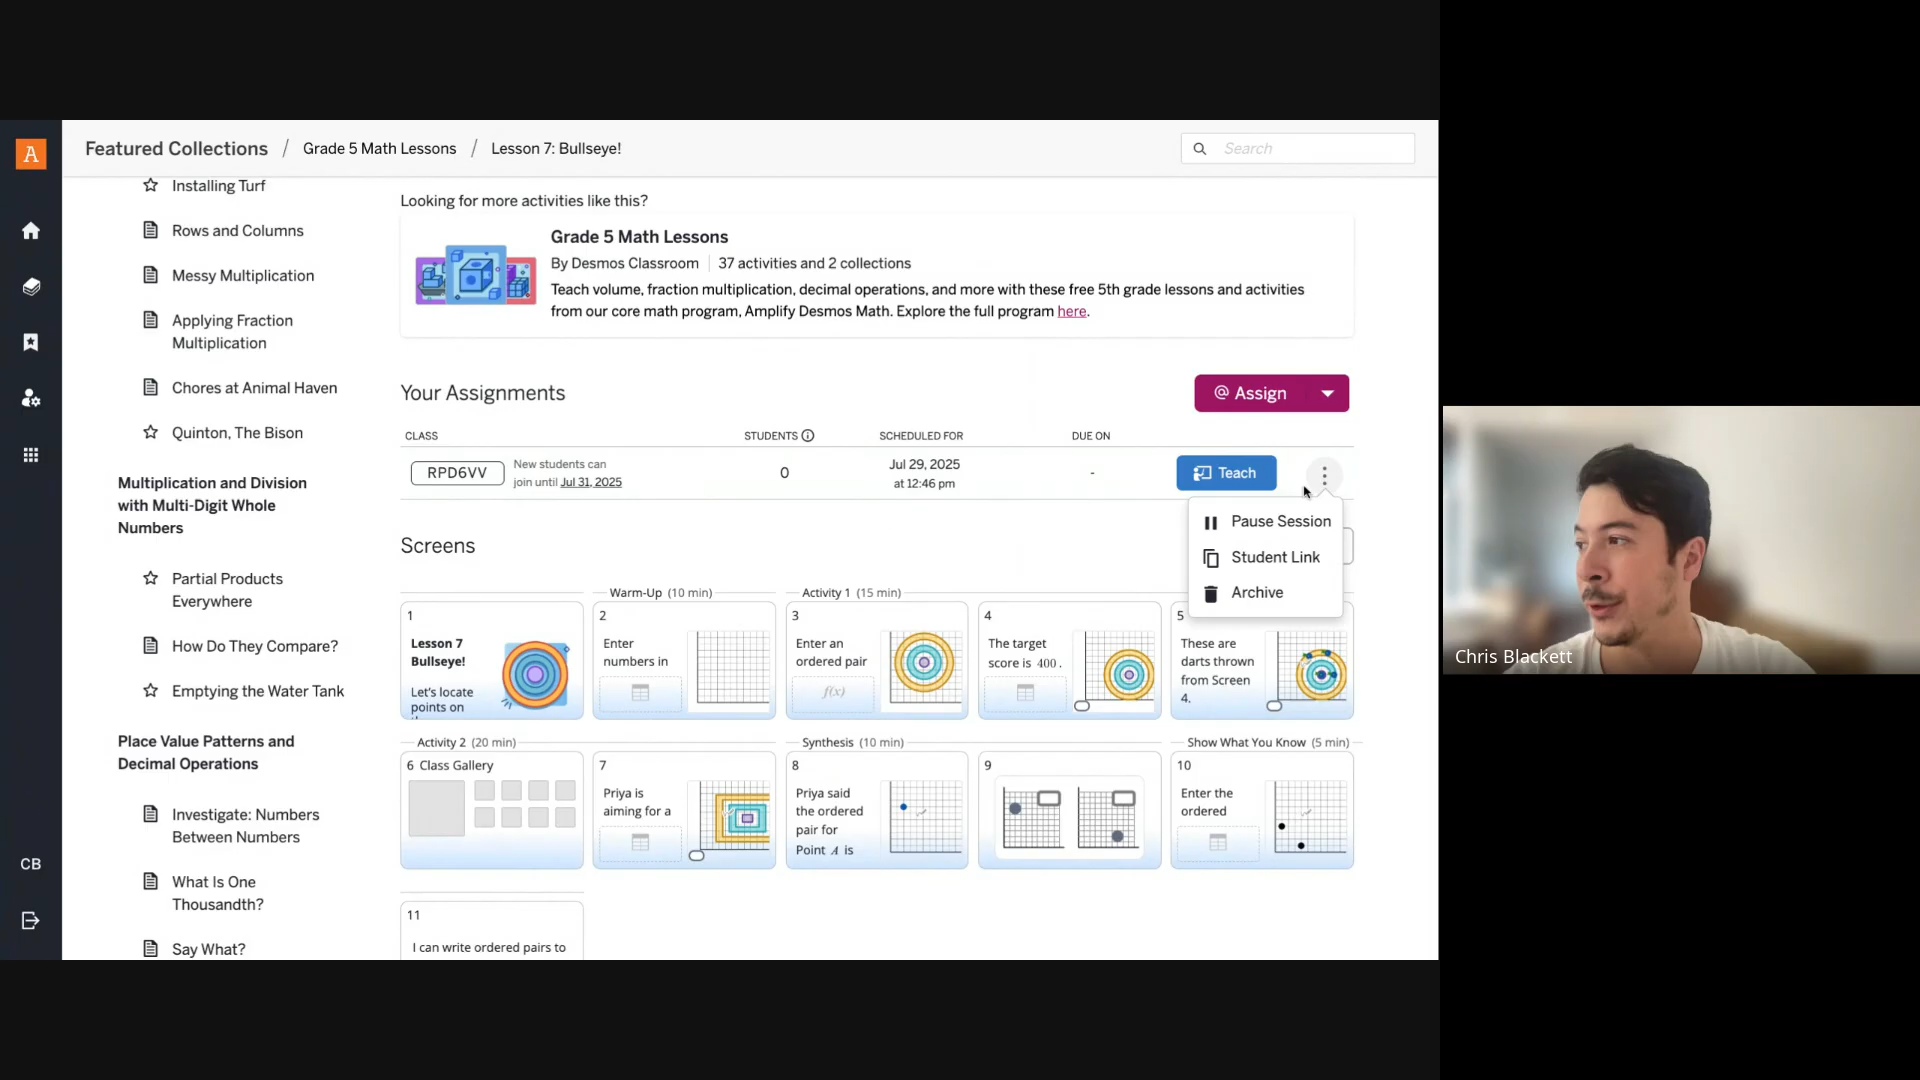 A
Featured Collections / Grade 5 Math Lessons / Lesson 7: Bullseye!
Search
Installing Turf
Rows and Columns
Messy Multiplication
Applying Fraction
Multiplication
Chores at Animal Haven
Quinton, The Bison
Multiplication and Division
with Multi-Digit Whole
Numbers
Partial Products
Everywhere
How Do They Compare?
Emptying the Water Tank
Place Value Patterns and
Decimal Operations
Investigate: Numbers
Between Numbers
What Is One
Thousandth?
Say What?
CB
Looking for more activities like this?
Grade 5 Math Lessons
By Desmos Classroom | 37 activities and 2 collections
Teach volume, fraction multiplication, decimal operations, and more with these free 5th grade lessons and activities
from our core math program, Amplify Desmos Math. Explore the full program here.
Your Assignments
@ Assign
CLASS STUDENTS SCHEDULED FOR DUE ON
RPD6VV
New students can
join until Jul 31, 2025
0
Jul 29, 2025
at 12:46 pm
-
Teach
Pause Session
Student Link
Archive
Screens
Warm-Up (10 min)
Activity 1 (15 min)
1
Lesson 7
Bullseye!
Let's locate
points on
2
Enter
numbers in
3
Enter an
ordered pair
f(x)
4
The target
score is 400.
5
These are
darts thrown
from Screen
4.
Activity 2 (20 min)
Synthesis (10 min)
Show What You Know (5 min)
6 Class Gallery
7
Priya is
aiming for a
8
Priya said
the ordered
pair for
Point A is
9
10
Enter the
ordered
11
I can write ordered pairs to
Chris Blackett